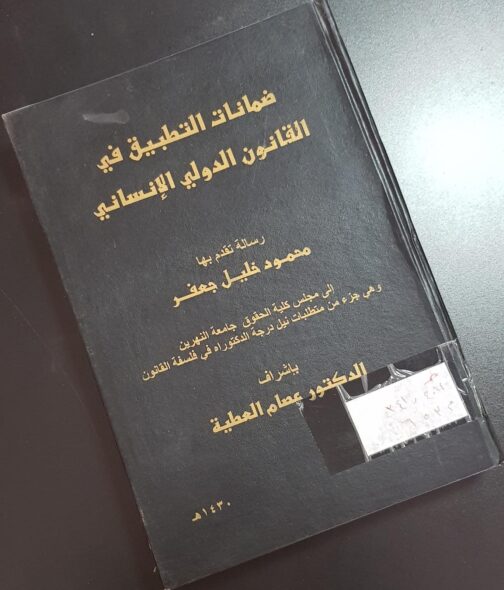 ضمانات التطبيق في
القانون الدولي الإنساني
رسالة تقدم بها
محمود خليل جعفر
الى مجلس كلية الحقوق جامعة النهرين
وهي جزء من متطلبات نيل درجة الدكتوراه في فلسفة القانون
بإشراف
الدكتور عصام العطية
١٤٣٠هـ